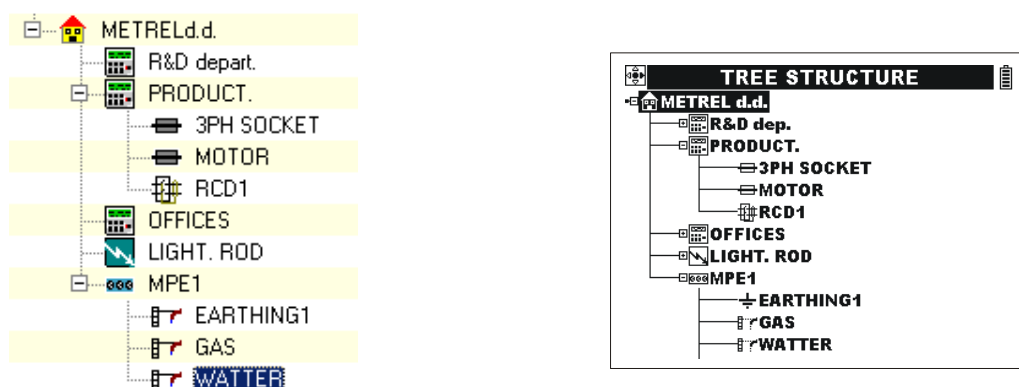 METRELd.d.
R&D depart.
PRODUCT.
3PH SOCKET
MOTOR
RCD1
OFFICES
LIGHT. ROD
MPE1
EARTHING1
GAS
WATTER
TREE STRUCTURE
METREL d.d.
R&D dep.
PRODUCT.
3PH SOCKET
MOTOR
RCD1
OFFICES
LIGHT. ROD
MPE1
EARTHING1
GAS
WATTER